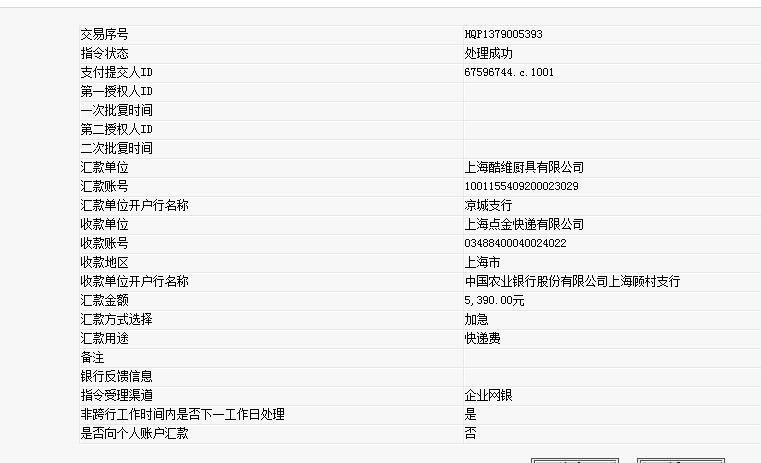 交易序号 HQP1379005393
指令状态 处理成功
支付提交人ID 67596744.c.1001
第一授权人ID
一次批复时间
第二授权人ID
二次批复时间
汇款单位 上海酷维厨具有限公司
汇款账号 1001155409200023029
汇款单位开户行名称 凉城支行
收款单位 上海点金快递有限公司
收款账号 03488400040024022
收款地区 上海市
收款单位开户行名称 中国农业银行股份有限公司上海顾村支行
汇款金额 5,390.00元
汇款方式选择 加急
汇款用途 快递费
备注
银行反馈信息
指令受理渠道 企业网银
非跨行工作时间内是否下一工作日处理 是
是否向个人账户汇款 否